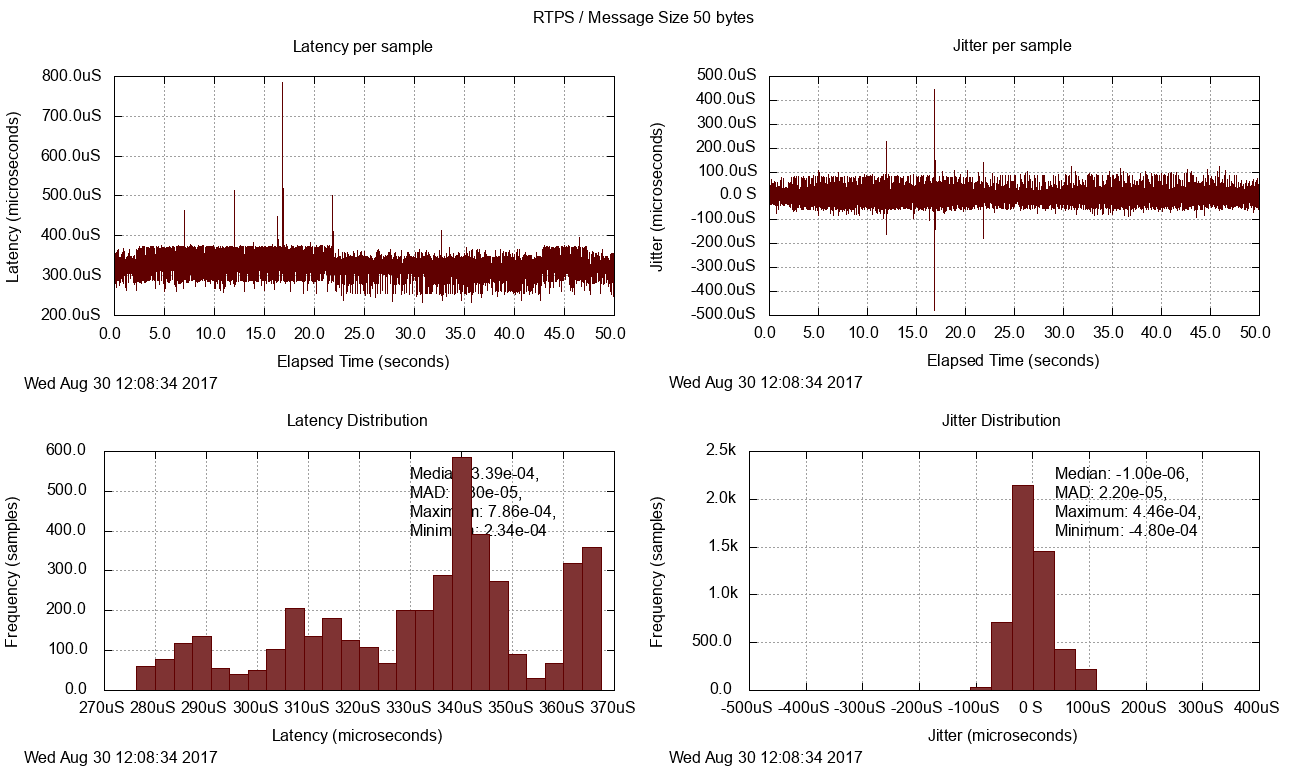 RTPS / Message Size 50 bytes
Latency per sample
800.0uS
700.0uS
600.0uS
500.0uS
400.0uS
300.0uS
200.0uS
Latency (microseconds)
0.0 5.0 10.0 15.0 20.0 25.0 30.0 35.0 40.0 45.0 50.0
Elapsed Time (seconds)
Wed Aug 30 12:08:34 2017
Jitter per sample
500.0uS
400.0uS
300.0uS
200.0uS
100.0uS
0.0 S
-100.0uS
-200.0uS
-300.0uS
-400.0uS
-500.0uS
Jitter (microseconds)
0.0 5.0 10.0 15.0 20.0 25.0 30.0 35.0 40.0 45.0 50.0
Elapsed Time (seconds)
Wed Aug 30 12:08:34 2017
Latency Distribution
600.0
500.0
400.0
300.0
200.0
100.0
0.0
Frequency (samples)
3.39e-04,
MAD:
Maximum: 7.86e-04,
Minimum: 2.34e-04
270uS 280uS 290uS 300uS 310uS 320uS 330uS 340uS 350uS 360uS 370uS
Latency (microseconds)
Wed Aug 30 12:08:34 2017
Jitter Distribution
2.5k
2.0k
1.5k
1.0k
500.0
0.0
Frequency (samples)
Median: -1.00e-06,
MAD: 2.20e-05,
Maximum: 4.46e-04,
Minimum: -4.80e-04
-500uS -400uS -300uS -200uS -100uS 0 S 100uS 200uS 300uS 400uS
Jitter (microseconds)
Wed Aug 30 12:08:34 2017